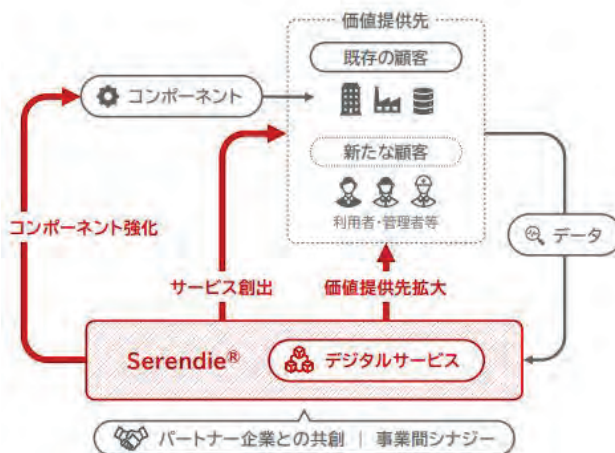 価値提供先
既存の顧客
コンポーネント
新たな顧客
利用者・管理者等
コンポーネント強化
データ
サービス創出
価値提供先拡大
Serendie®
デジタルサービス
パートナー企業との共創 | 事業間シナジー